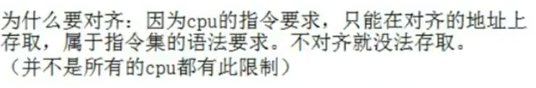 为什么要对齐：因为cpu的指令要求，只能在对齐的地址上
存取，属于指令集的语法要求。不对齐就没法存取。
（并不是所有的cpu都有此限制）